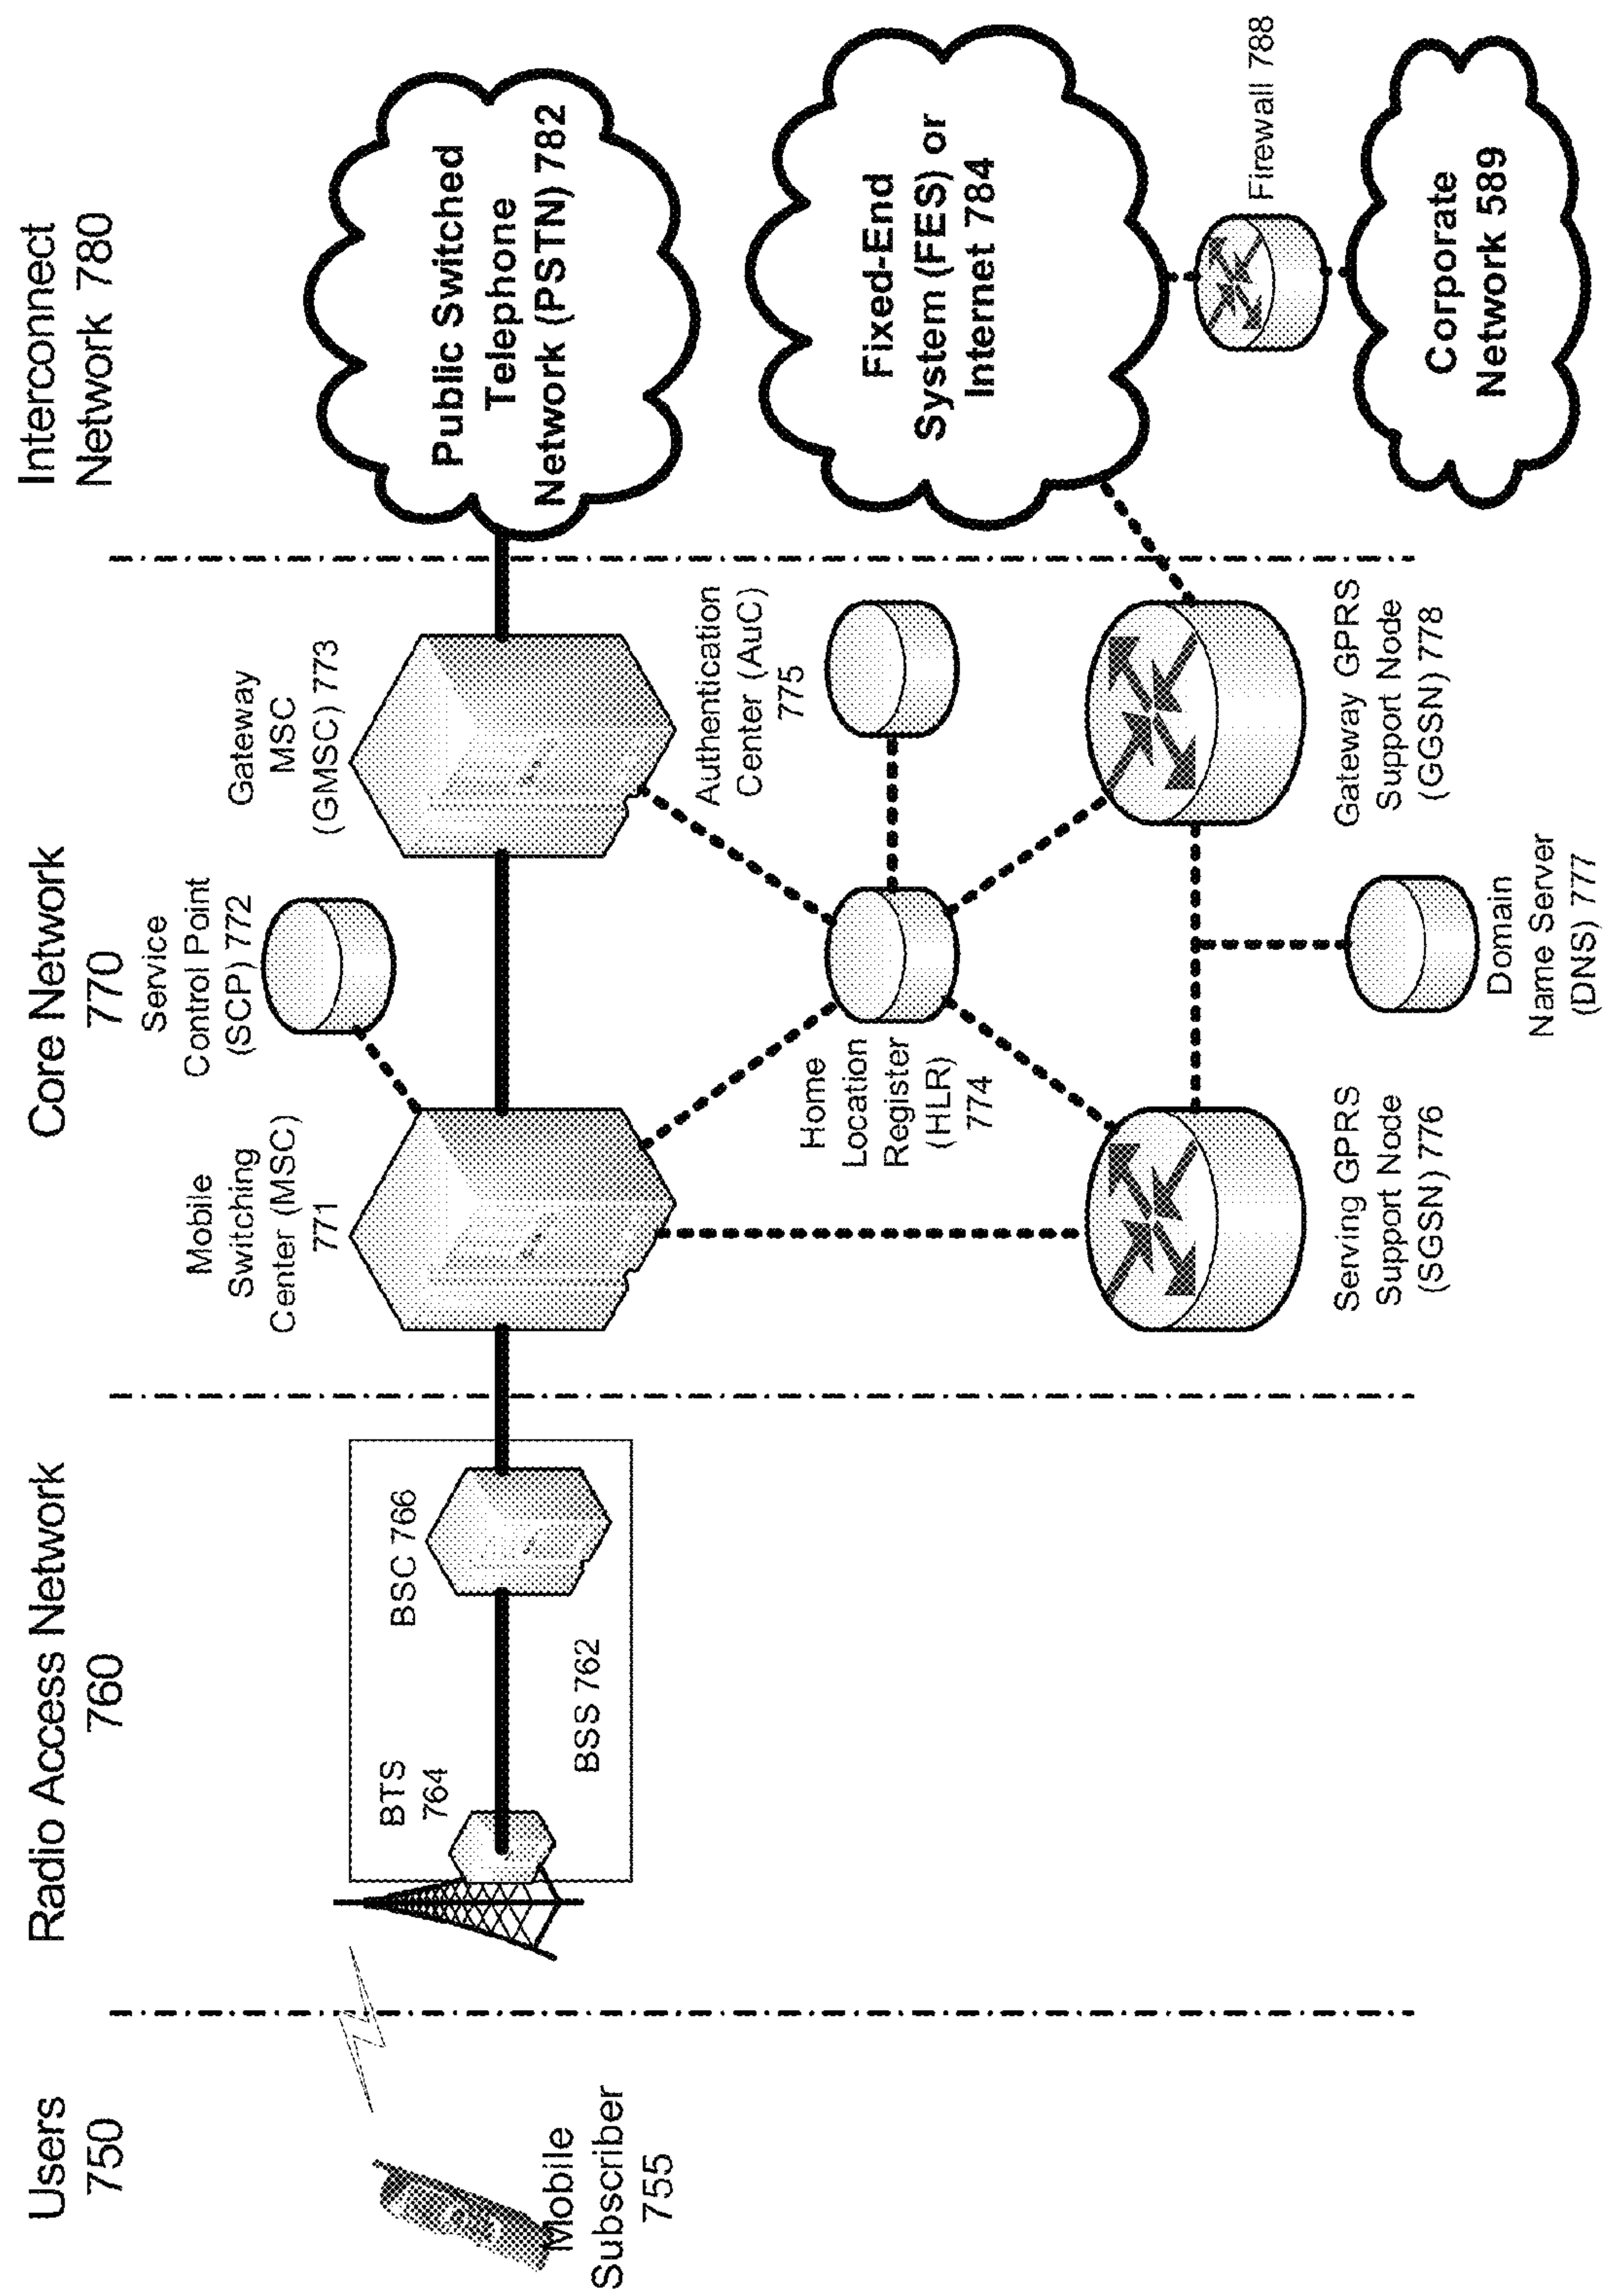 Users
750
Radio Access Network
760
Core Network
770
Interconnect
Network 780
Mobile
Subscriber
755
BTS
764
BSC 766
BSS 762
Mobile
Switching
Center (MSC)
771
Service
Control Point
(SCP) 772
Gateway
MSC
(GMSC) 773
Public Switched
Telephone
Network (PSTN) 782
Home
Location
Register
(HLR)
774
Authentication
Center (AuC)
775
Fixed-End
System (FES) or
Internet 784
Serving GPRS
Support Node
(SGSN) 776
Domain
Name Server
(DNS) 777
Gateway GPRS
Support Node
(GGSN) 778
Firewall 788
Corporate
Network 589